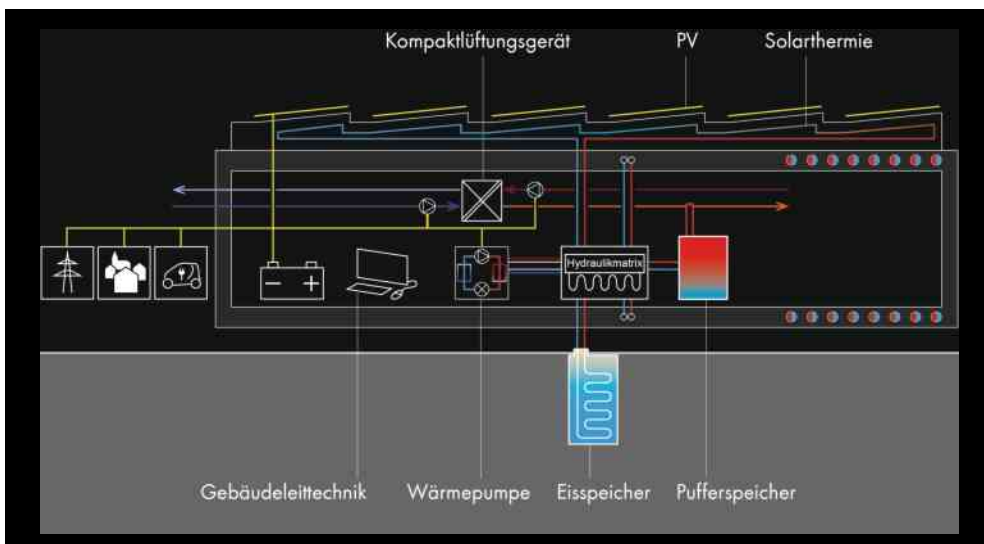 Kompaktlüftungsgerät PV Solarthermie
Hydraulikmatrix
Gebäudeleittechnik Wärmepumpe Eisspeicher Pufferspeicher